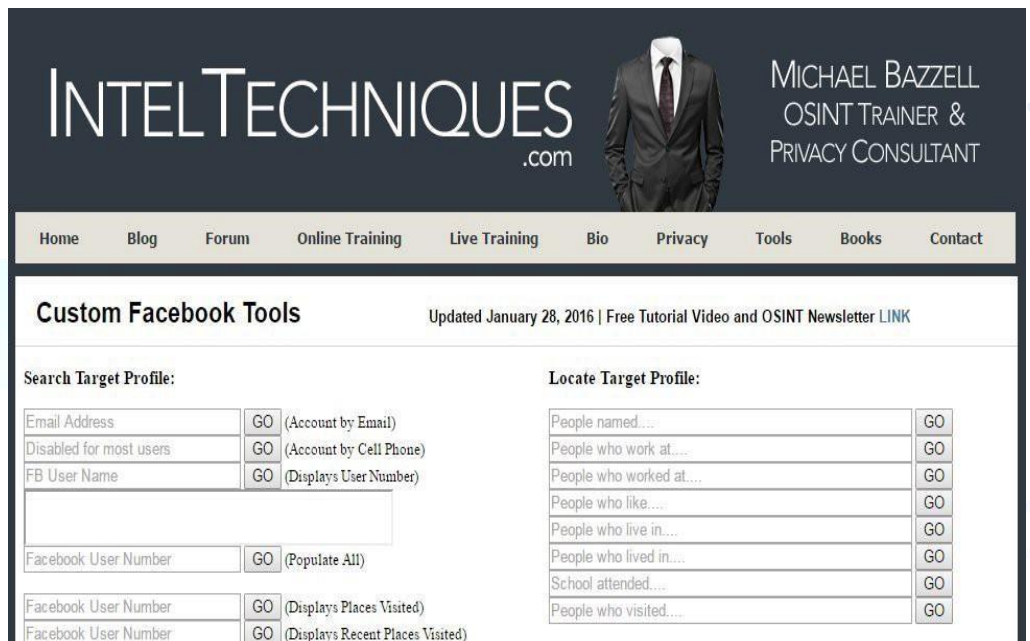 INTELTECHNIQUES
.com
MICHAEL BAZZELL
OSINT TRAINER &
PRIVACY CONSULTANT
Home Blog Forum Online Training Live Training Bio Privacy Tools Books Contact
Custom Facebook Tools
Updated January 28, 2016 | Free Tutorial Video and OSINT Newsletter LINK
Search Target Profile:
Email Address GO (Account by Email)
Disabled for most users GO (Account by Cell Phone)
FB User Name GO (Displays User Number)
Facebook User Number GO (Populate All)
Facebook User Number GO (Displays Places Visited)
Facebook User Number GO (Displays Recent Places Visited)
Locate Target Profile:
People named.... GO
People who work at.... GO
People who worked at.... GO
People who like.... GO
People who live in.... GO
People who lived in.... GO
School attended.... GO
People who visited.... GO